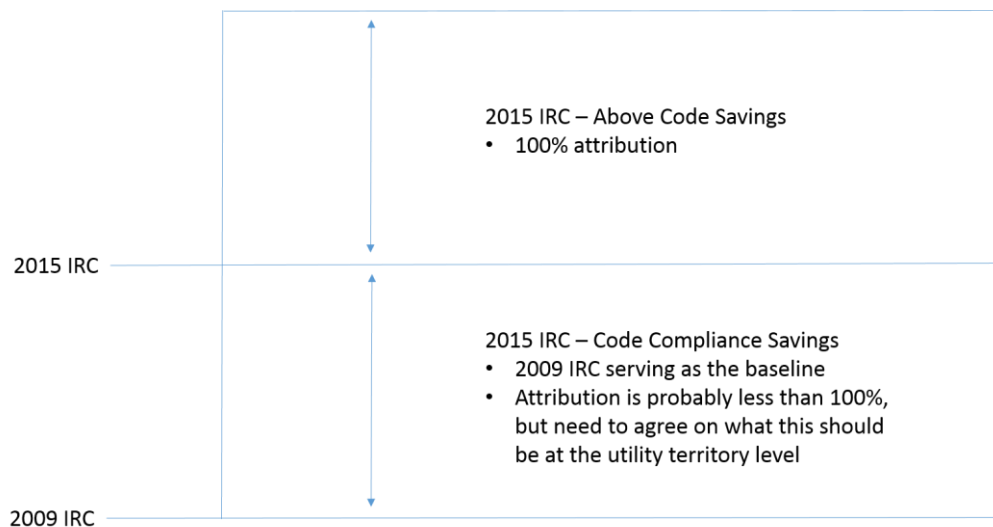 2015 IRC – Above Code Savings
• 100% attribution
2015 IRC
2015 IRC – Code Compliance Savings
• 2009 IRC serving as the baseline
• Attribution is probably less than 100%,
but need to agree on what this should
be at the utility territory level
2009 IRC